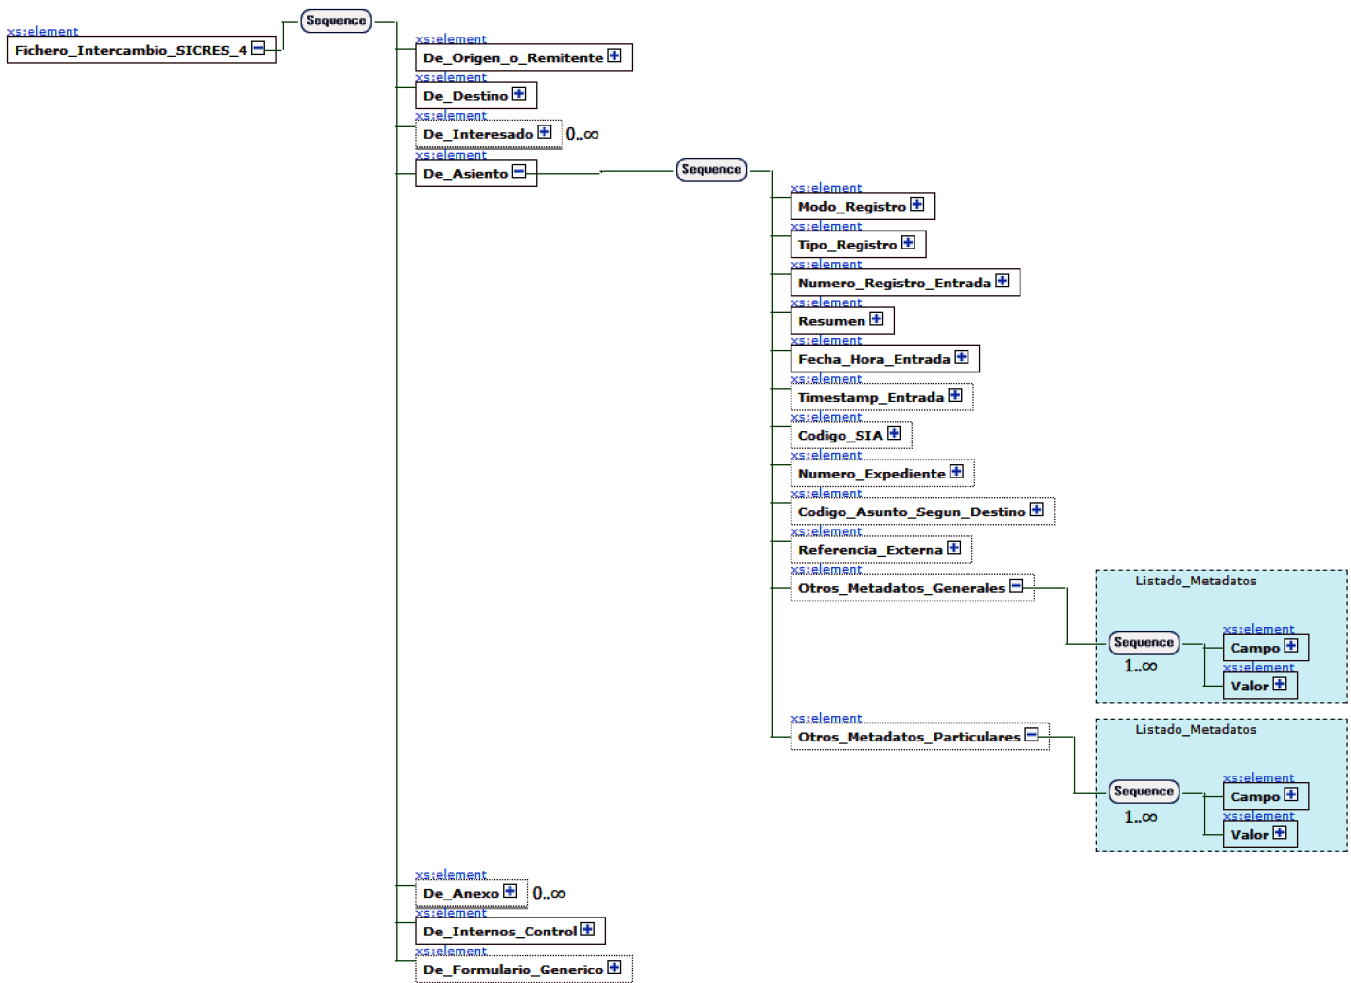 Sequence
xs:element
Fichero_Intercambio_SICRES_4
xs:element
De_Origen_o_Remitente
xs:element
De_Destino
xs:element
De_Interesado 0..∞
xs:element
De_Asiento
Sequence
xs:element
Modo_Registro
xs:element
Tipo_Registro
xs:element
Numero_Registro_Entrada
xs:element
Resumen
xs:element
Fecha_Hora_Entrada
xs:element
Timestamp_Entrada
xs:element
Codigo_SIA
xs:element
Numero_Expediente
xs:element
Codigo_Asunto_Segun_Destino
xs:element
Referencia_Externa
xs:element
Otros_Metadatos_Generales
Listado_Metadatos
Sequence
1..∞
xs:element
Campo
xs:element
Valor
xs:element
Otros_Metadatos_Particulares
Listado_Metadatos
Sequence
1..∞
xs:element
Campo
xs:element
Valor
xs:element
De_Anexo 0..∞
xs:element
De_Internos_Control
xs:element
De_Formulario_Generico